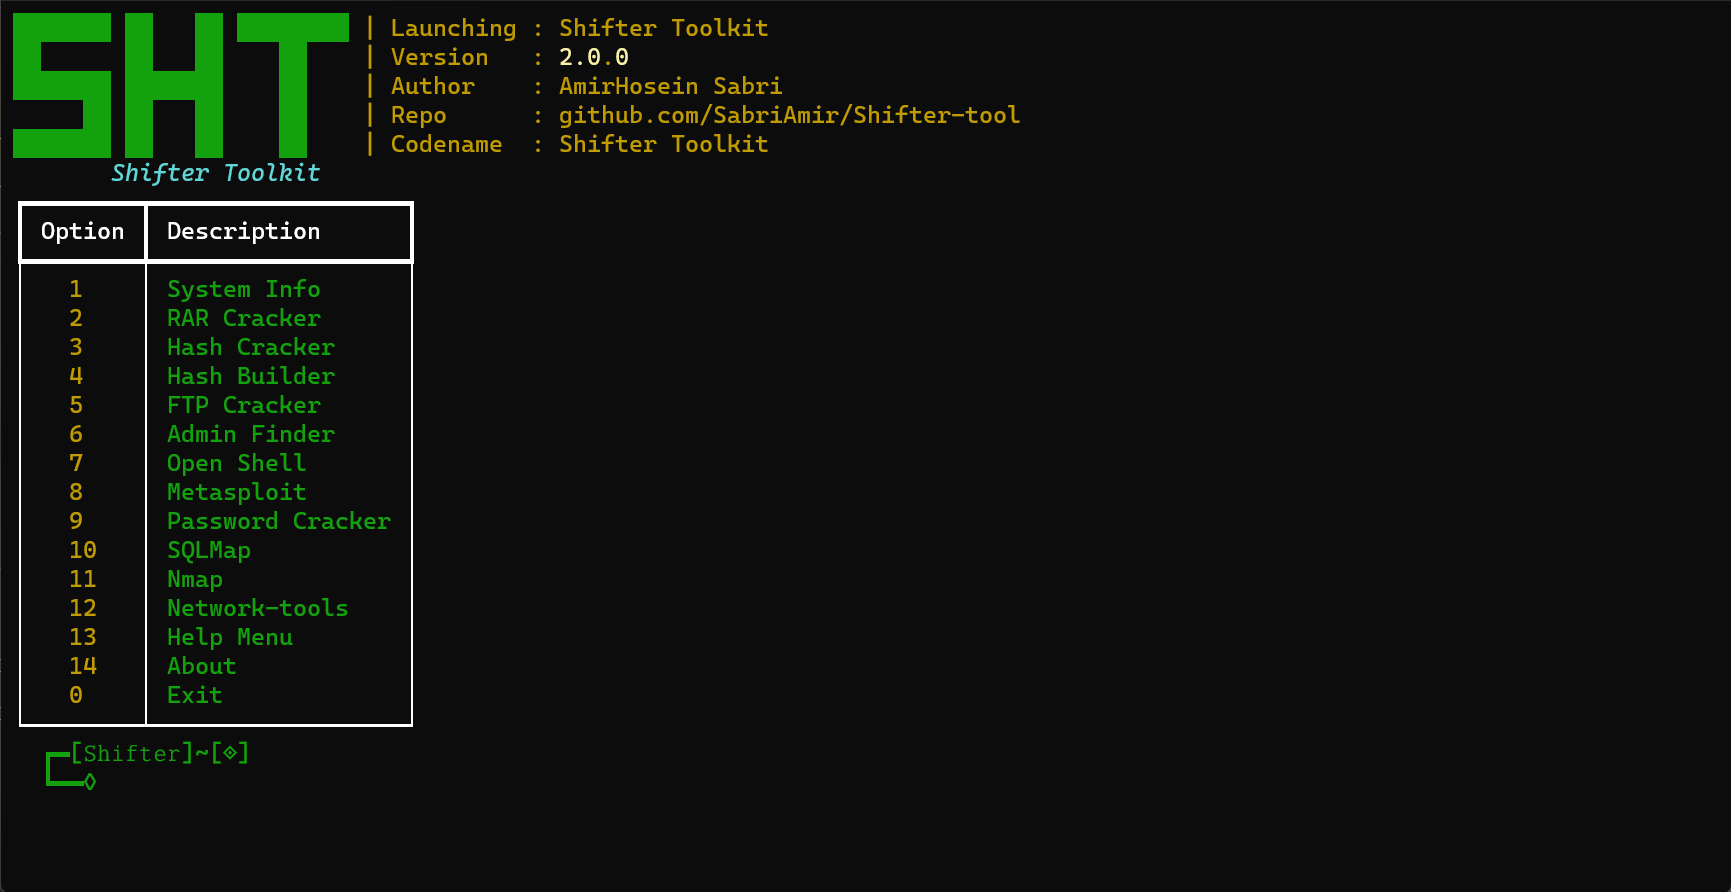 SHT
| Launching : Shifter Toolkit
| Version : 2.0.0
| Author : AmirHosein Sabri
| Repo : github.com/SabriAmir/Shifter-tool
| Codename : Shifter Toolkit
Shifter Toolkit
Option Description
1 System Info
2 RAR Cracker
3 Hash Cracker
4 Hash Builder
5 FTP Cracker
6 Admin Finder
7 Open Shell
8 Metasploit
9 Password Cracker
10 SQLMap
11 Nmap
12 Network-tools
13 Help Menu
14 About
0 Exit
[Shifter]~[⟐]
◊